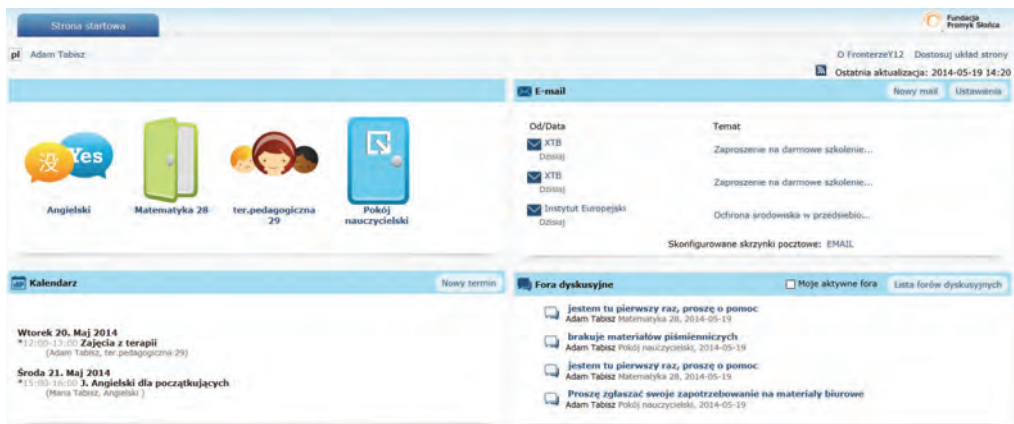 Strona startowa
Fundacja
Promyk Słońca
pl Adam Tabisz
O FronterzeY12 Dostosuj układ strony
Ostatnia aktualizacja: 2014-05-19 14:20
没 Yes
Angielski
Matematyka 28
ter.pedagogiczna
29
Pokój
nauczycielski
E-mail Nowy mail Ustawienia
Od/Data Temat
XTB
Dzisiaj
Zaproszenie na darmowe szkolenie...
XTB
Dzisiaj
Zaproszenie na darmowe szkolenie...
Instytut Europejski
Dzisiaj
Ochrona środowiska w przedsiebio...
Skonfigurowane skrzynki pocztowe: EMAIL
Kalendarz Nowy termin
Wtorek 20. Maj 2014
*12:00-13:00 Zajęcia z terapii
(Adam Tabisz, ter.pedagogiczna 29)
Środa 21. Maj 2014
*15:00-16:00 J. Angielski dla początkujących
(Maria Tabisz, Angielski )
Fora dyskusyjne Moje aktywne fora Lista forów dyskusyjnych
jestem tu pierwszy raz, proszę o pomoc
Adam Tabisz Matematyka 28, 2014-05-19
brakuje materiałów piśmienniczych
Adam Tabisz Pokój nauczycielski, 2014-05-19
jestem tu pierwszy raz, proszę o pomoc
Adam Tabisz Matematyka 28, 2014-05-19
Proszę zgłaszać swoje zapotrzebowanie na materiały biurowe
Adam Tabisz Pokój nauczycielski, 2014-05-19